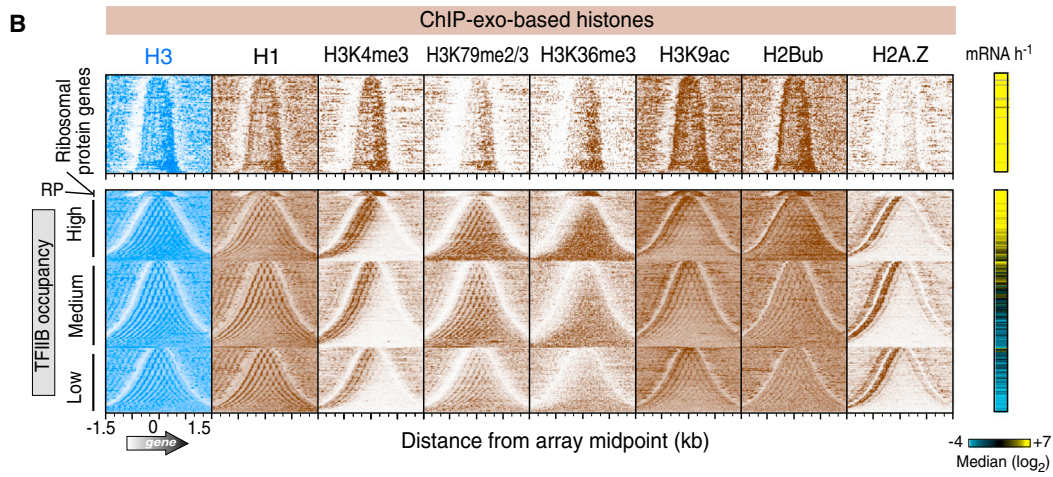 B
ChIP-exo-based histones
H3 H1 H3K4me3 H3K79me2/3 H3K36me3 H3K9ac H2Bub H2A.Z mRNA h⁻¹
Ribosomal
protein genes
RP
TFIIB occupancy
High
Medium
Low
-1.5 0 1.5
gene
Distance from array midpoint (kb)
-4 +7
Median (log₂)